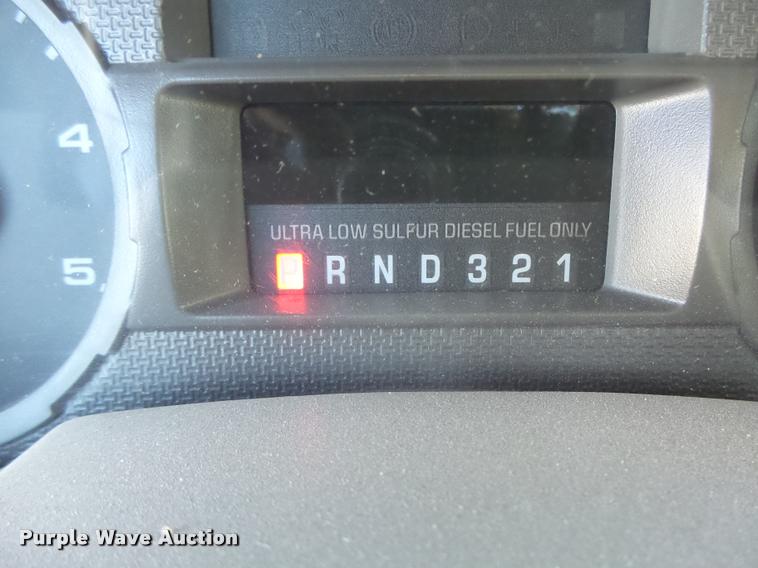 4
5
ULTRA LOW SULFUR DIESEL FUEL ONLY
P R N D 3 2 1
Purple Wave Auction